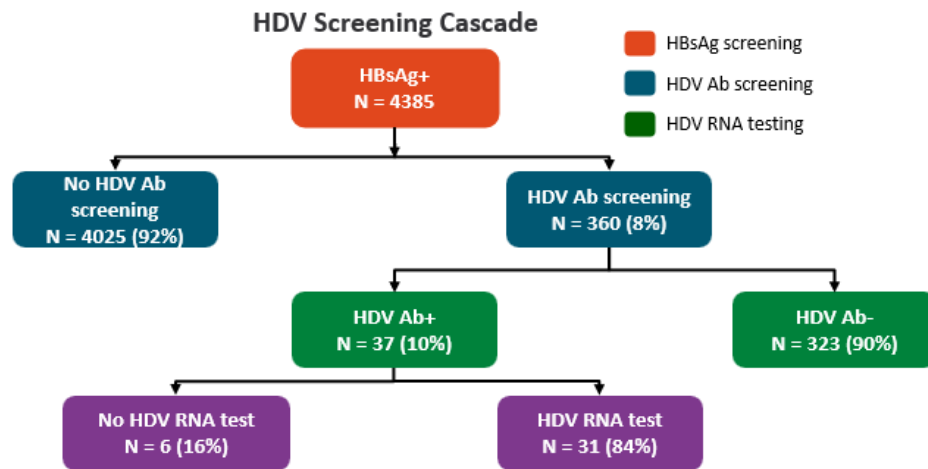 HDV Screening Cascade
HBsAg screening
HDV Ab screening
HDV RNA testing
HBsAg+
N = 4385
No HDV Ab
screening
N = 4025 (92%)
HDV Ab screening
N = 360 (8%)
HDV Ab+
N = 37 (10%)
HDV Ab-
N = 323 (90%)
No HDV RNA test
N = 6 (16%)
HDV RNA test
N = 31 (84%)